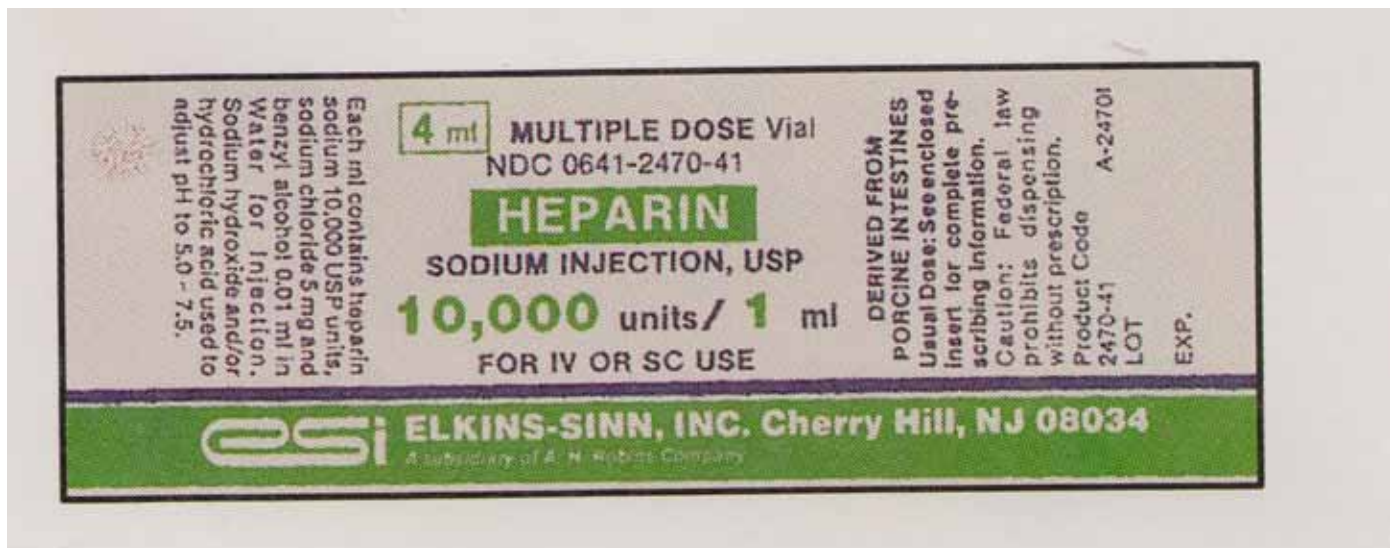 Each ml contains heparin
sodium 10,000 USP units,
sodium chloride 5 mg and
benzyl alcohol 0.01 ml in
Water for Injection.
Sodium hydroxide and/or
hydrochloric acid used to
adjust pH to 5.0 - 7.5.
4 ml
MULTIPLE DOSE Vial
NDC 0641-2470-41
HEPARIN
SODIUM INJECTION, USP
10,000 units/ 1 ml
FOR IV OR SC USE
DERIVED FROM
PORCINE INTESTINES
Usual Dose: See enclosed
insert for complete pre-
scribing information.
Caution: Federal law
prohibits dispensing
without prescription.
Product Code
2470-41 A-2470I
LOT
EXP.
esi ELKINS-SINN, INC. Cherry Hill, NJ 08034
A subsidiary of A. H. Robins Company